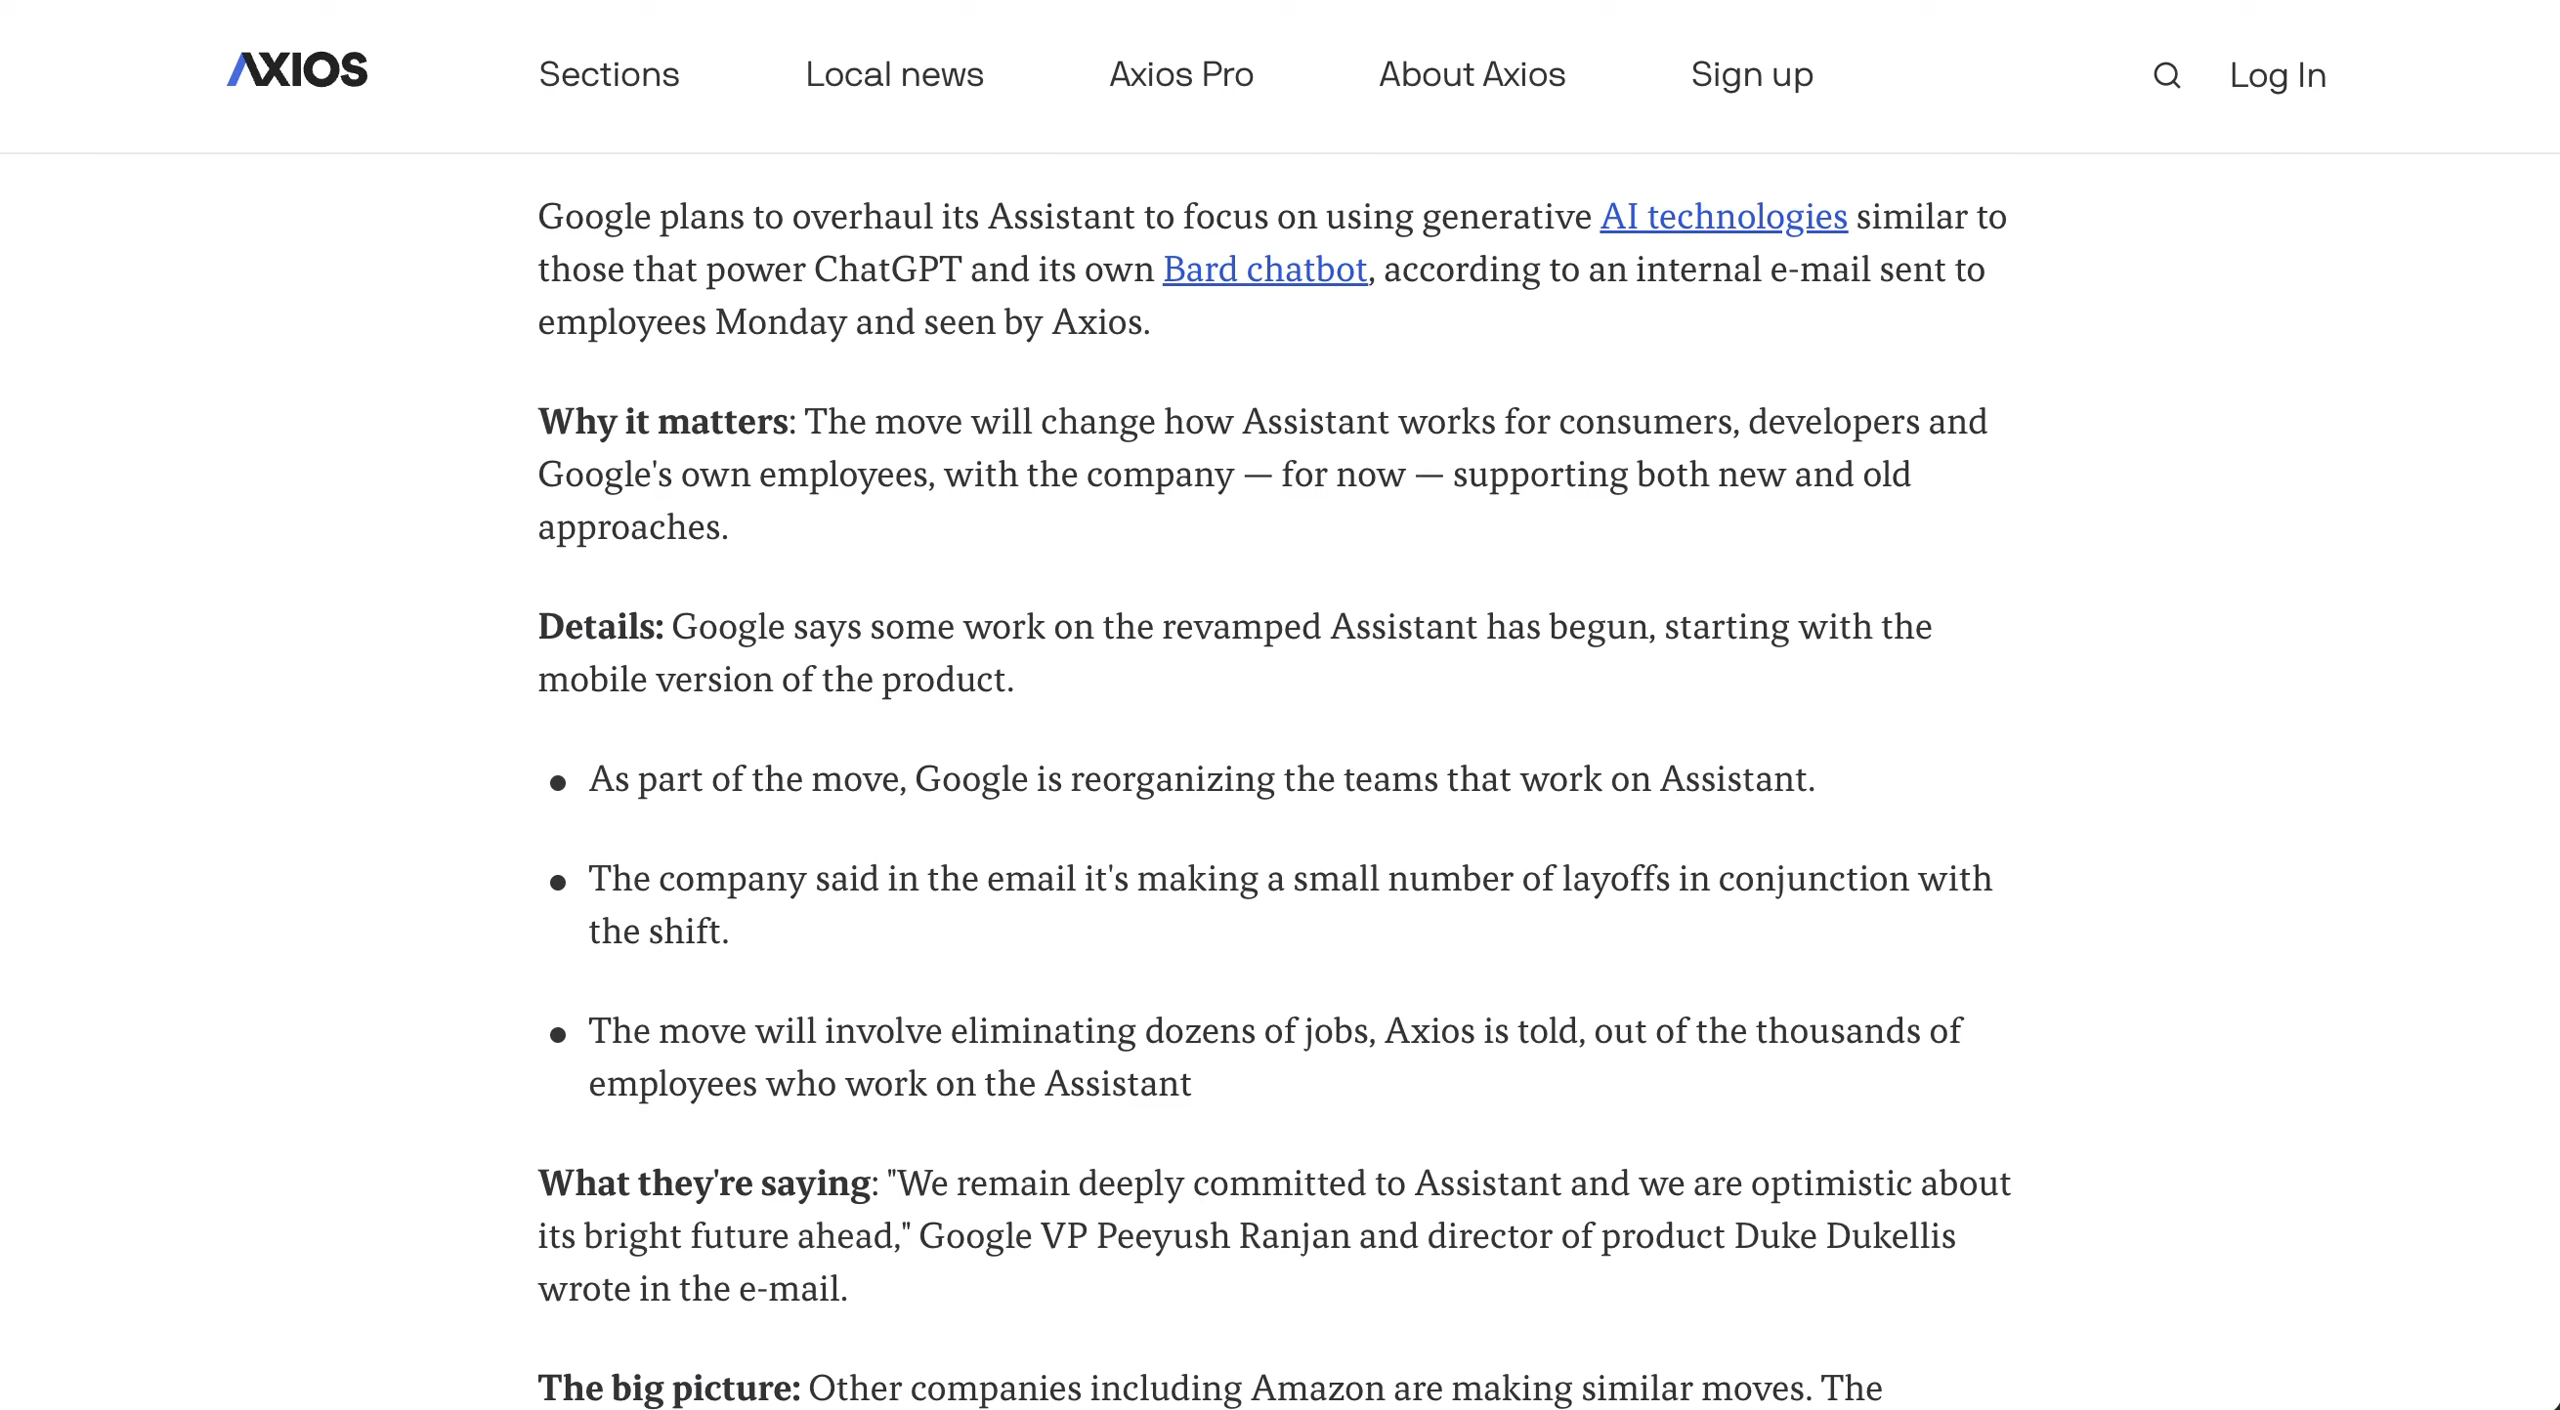 AXIOS
Sections
Local news
Axios Pro
About Axios
Sign up
Log In
Google plans to overhaul its Assistant to focus on using generative AI technologies similar to
those that power ChatGPT and its own Bard chatbot, according to an internal e-mail sent to
employees Monday and seen by Axios.
Why it matters: The move will change how Assistant works for consumers, developers and
Google's own employees, with the company — for now — supporting both new and old
approaches.
Details: Google says some work on the revamped Assistant has begun, starting with the
mobile version of the product.
● As part of the move, Google is reorganizing the teams that work on Assistant.
● The company said in the email it's making a small number of layoffs in conjunction with
the shift.
● The move will involve eliminating dozens of jobs, Axios is told, out of the thousands of
employees who work on the Assistant
What they're saying: "We remain deeply committed to Assistant and we are optimistic about
its bright future ahead," Google VP Peeyush Ranjan and director of product Duke Dukellis
wrote in the e-mail.
The big picture: Other companies including Amazon are making similar moves. The